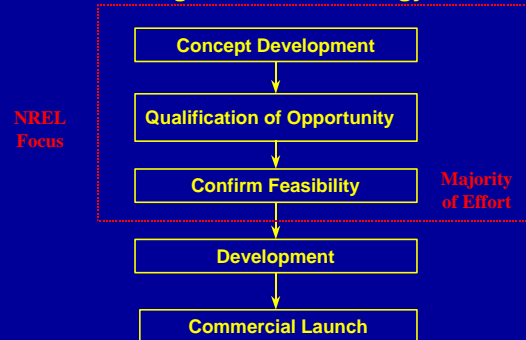 Concept Development
Qualification of Opportunity
NREL
Focus
Confirm Feasibility
Majority
of Effort
Development
Commercial Launch